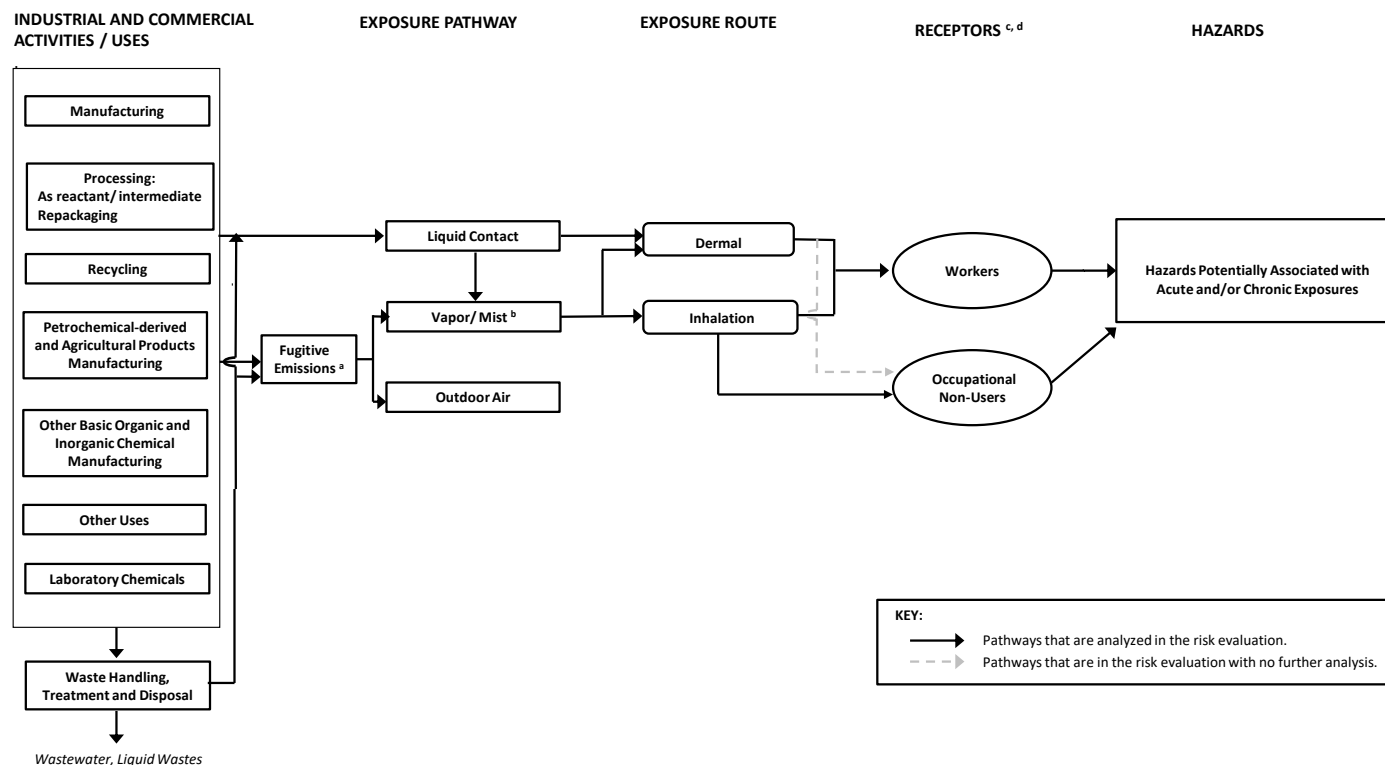 INDUSTRIAL AND COMMERCIAL
ACTIVITIES / USES
EXPOSURE PATHWAY
EXPOSURE ROUTE
RECEPTORS c, d
HAZARDS
Manufacturing
Processing:
As reactant/ intermediate
Repackaging
Recycling
Petrochemical-derived
and Agricultural Products
Manufacturing
Other Basic Organic and
Inorganic Chemical
Manufacturing
Other Uses
Laboratory Chemicals
Waste Handling,
Treatment and Disposal
Wastewater, Liquid Wastes
Fugitive
Emissions a
Liquid Contact
Vapor/ Mist b
Outdoor Air
Dermal
Inhalation
Workers
Occupational
Non-Users
Hazards Potentially Associated with
Acute and/or Chronic Exposures
KEY:
Pathways that are analyzed in the risk evaluation.
Pathways that are in the risk evaluation with no further analysis.